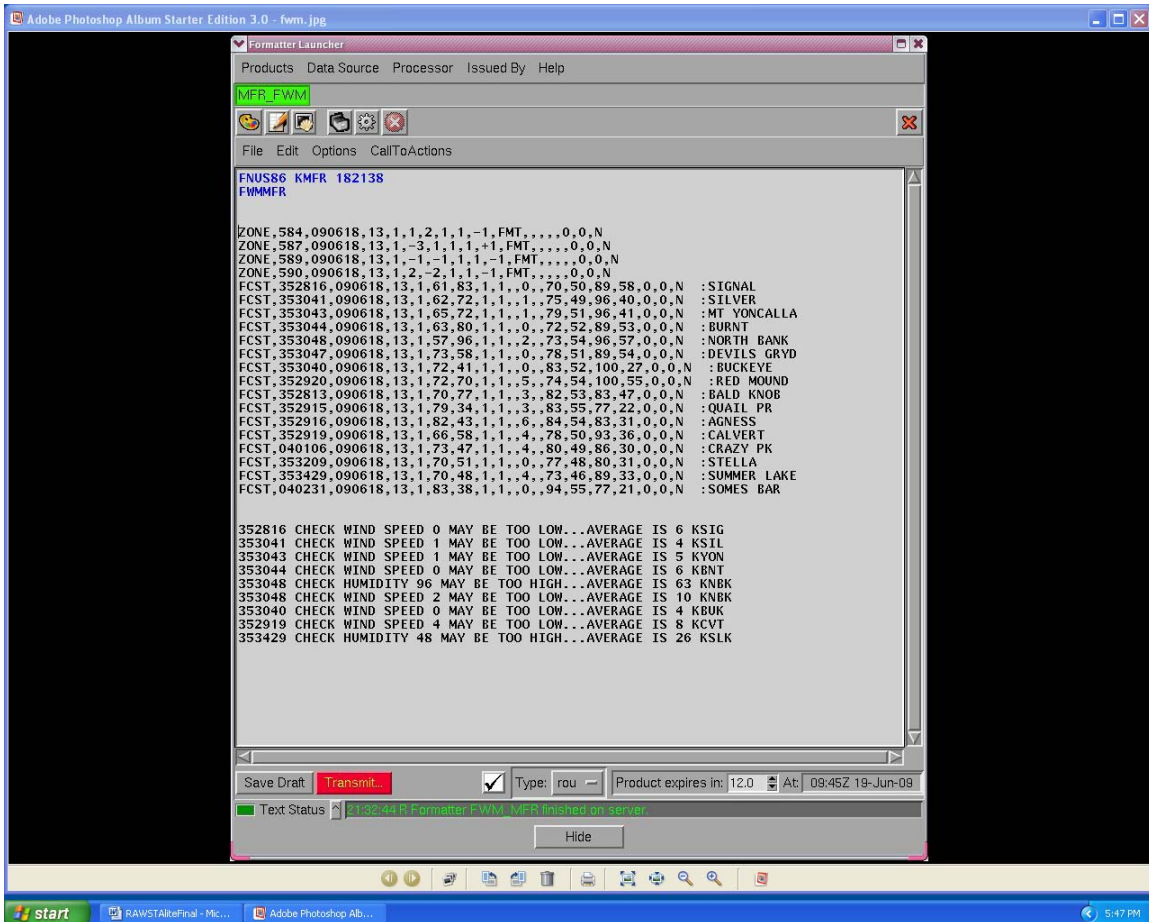 Adobe Photoshop Album Starter Edition 3.0 - fwm.jpg
Formatter Launcher
Products Data Source Processor Issued By Help
MFR_FWM
File Edit Options CallToActions
FNUS86 KMFR 182138
FWMMFR
ZONE,584,090618,13,1,1,2,1,1,-1,FMT,,,,,0,0,N
ZONE,587,090618,13,1,-3,1,1,1,+1,FMT,,,,,0,0,N
ZONE,589,090618,13,1,-1,-1,1,1,-1,FMT,,,,,0,0,N
ZONE,590,090618,13,1,2,-2,1,1,-1,FMT,,,,,0,0,N
FCST,352816,090618,13,1,61,83,1,1,,0,,70,50,89,58,0,0,N :SIGNAL
FCST,353041,090618,13,1,62,72,1,1,,1,,75,49,96,40,0,0,N :SILVER
FCST,353043,090618,13,1,65,72,1,1,,1,,79,51,96,41,0,0,N :MT YONCALLA
FCST,353044,090618,13,1,63,80,1,1,,0,,72,52,89,53,0,0,N :BURNT
FCST,353048,090618,13,1,57,96,1,1,,2,,73,54,96,57,0,0,N :NORTH BANK
FCST,353047,090618,13,1,73,58,1,1,,0,,78,51,89,54,0,0,N :DEVILS GRYD
FCST,353040,090618,13,1,72,41,1,1,,0,,83,52,100,27,0,0,N :BUCKEYE
FCST,352920,090618,13,1,72,70,1,1,,5,,74,54,100,55,0,0,N :RED MOUND
FCST,352813,090618,13,1,70,77,1,1,,3,,82,53,83,47,0,0,N :BALD KNOB
FCST,352915,090618,13,1,79,34,1,1,,3,,83,55,77,22,0,0,N :QUAIL PR
FCST,352916,090618,13,1,82,43,1,1,,6,,84,54,83,31,0,0,N :AGNESS
FCST,352919,090618,13,1,66,58,1,1,,4,,78,50,93,36,0,0,N :CALVERT
FCST,040106,090618,13,1,73,47,1,1,,4,,80,49,86,30,0,0,N :CRAZY PK
FCST,353209,090618,13,1,70,51,1,1,,0,,77,48,80,31,0,0,N :STELLA
FCST,353429,090618,13,1,70,48,1,1,,4,,73,46,89,33,0,0,N :SUMMER LAKE
FCST,040231,090618,13,1,83,38,1,1,,0,,94,55,77,21,0,0,N :SOMES BAR
352816 CHECK WIND SPEED 0 MAY BE TOO LOW...AVERAGE IS 6 KSIG
353041 CHECK WIND SPEED 1 MAY BE TOO LOW...AVERAGE IS 4 KSIL
353043 CHECK WIND SPEED 1 MAY BE TOO LOW...AVERAGE IS 5 KYON
353044 CHECK WIND SPEED 0 MAY BE TOO LOW...AVERAGE IS 6 KBNT
353048 CHECK HUMIDITY 96 MAY BE TOO HIGH...AVERAGE IS 63 KNBK
353048 CHECK WIND SPEED 2 MAY BE TOO LOW...AVERAGE IS 10 KNBK
353040 CHECK WIND SPEED 0 MAY BE TOO LOW...AVERAGE IS 4 KBUK
352919 CHECK WIND SPEED 4 MAY BE TOO LOW...AVERAGE IS 8 KCVT
353429 CHECK HUMIDITY 48 MAY BE TOO HIGH...AVERAGE IS 26 KSLK
Save Draft Transmit... Type: rou Product expires in: 12.0 At: 09:45Z 19-Jun-09
Text Status 21:32:44 R Formatter FWM_MFR finished on server.
Hide
start RAWSTAliteFinal - Mic... Adobe Photoshop Alb... 5:47 PM